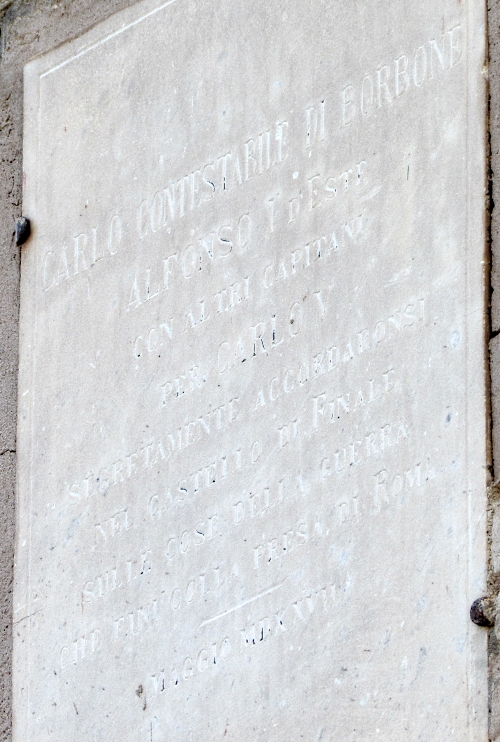 CARLO CONTESTABILE DI BORBONE
ALFONSO I D'ESTE
CON ALTRI CAPITANI
PER CARLO V
SEGRETAMENTE ACCORDARONSI
NEL CASTELLO DI FINALE
SULLE COSE DELLA GUERRA
CHE FINÌ COLLA PRESA DI ROMA
MAGGIO MDXXVII